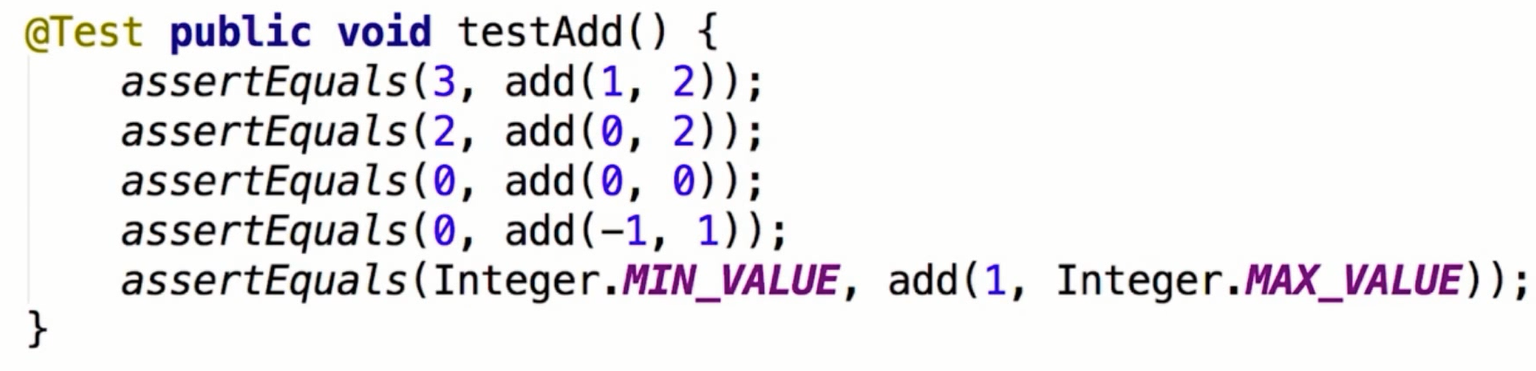 @Test public void testAdd() {
    assertEquals(3, add(1, 2));
    assertEquals(2, add(0, 2));
    assertEquals(0, add(0, 0));
    assertEquals(0, add(-1, 1));
    assertEquals(Integer.MIN_VALUE, add(1, Integer.MAX_VALUE));
}